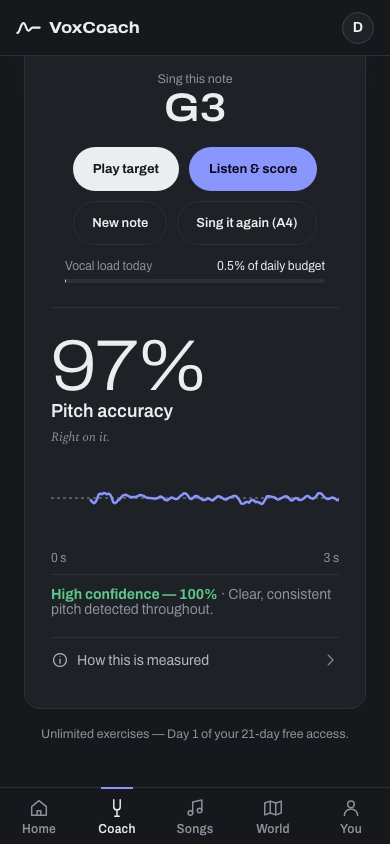 VoxCoach
D
Sing this note
G3
Play target
Listen & score
New note
Sing it again (A4)
Vocal load today
0.5% of daily budget
97%
Pitch accuracy
Right on it.
0 s
3 s
High confidence — 100% · Clear, consistent
pitch detected throughout.
How this is measured
Unlimited exercises — Day 1 of your 21-day free access.
Home
Coach
Songs
World
You